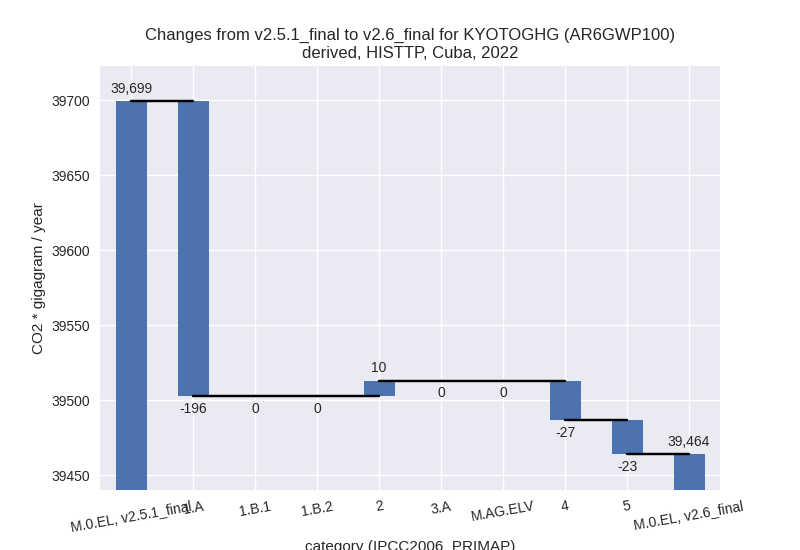 Changes from v2.5.1_final to v2.6_final for KYOTOGHG (AR6GWP100)
derived, HISTTP, Cuba, 2022
CO2 * gigagram / year
39700
39650
39600
39550
39500
39450
39,699
-196
0
0
10
0
0
-27
-23
39,464
M.0.EL, v2.5.1_final
1.A
1.B.1
1.B.2
2
3.A
M.AG.ELV
4
5
M.0.EL, v2.6_final
category (IPCC2006_PRIMAP)